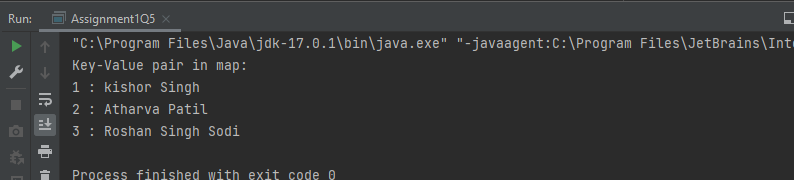 Run: Assignment1Q5
"C:\Program Files\Java\jdk-17.0.1\bin\java.exe" "-javaagent:C:\Program Files\JetBrains\Inte
Key-Value pair in map:
1 : kishor Singh
2 : Atharva Patil
3 : Roshan Singh Sodi
Process finished with exit code 0